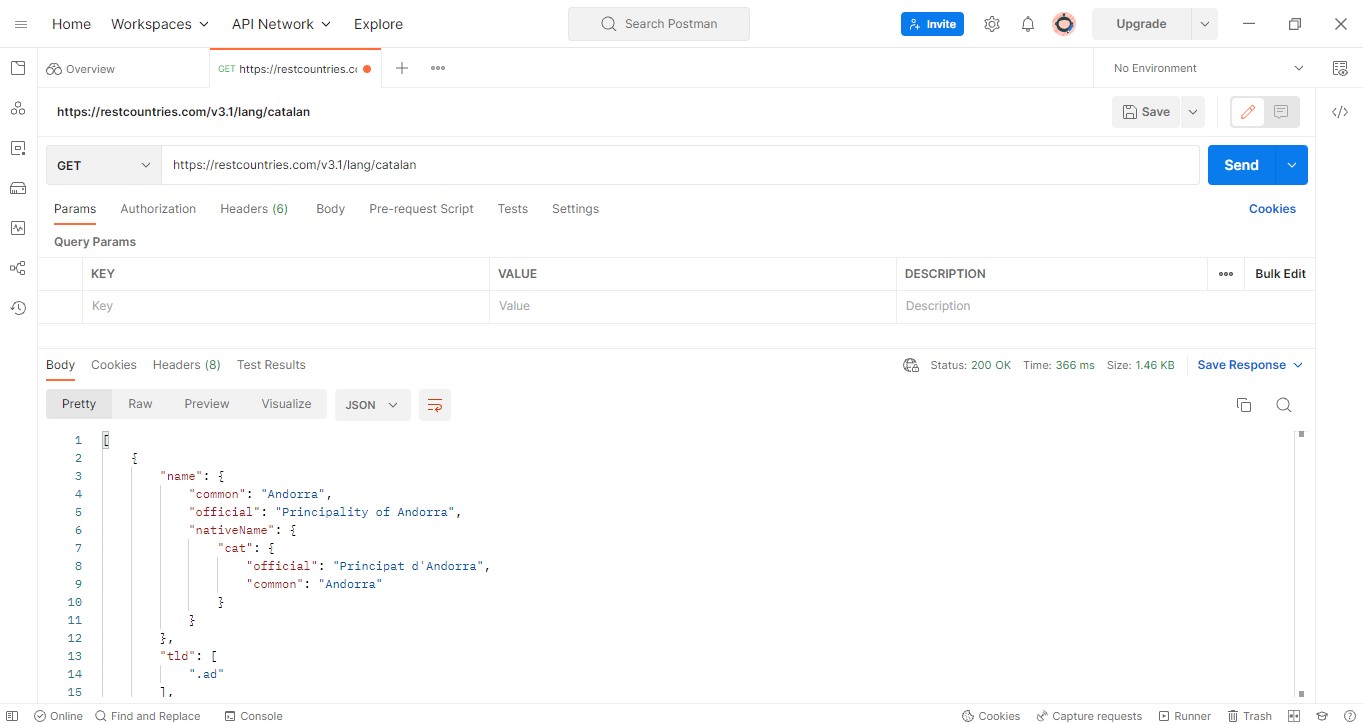 Home Workspaces API Network Explore Search Postman Invite Upgrade
Overview GET https://restcountries.c No Environment
https://restcountries.com/v3.1/lang/catalan Save
GET https://restcountries.com/v3.1/lang/catalan Send
Params Authorization Headers (6) Body Pre-request Script Tests Settings Cookies
Query Params
KEY VALUE DESCRIPTION Bulk Edit
Key Value Description
Body Cookies Headers (8) Test Results Status: 200 OK Time: 366 ms Size: 1.46 KB Save Response
Pretty Raw Preview Visualize JSON
1 [
2 {
3 "name": {
4 "common": "Andorra",
5 "official": "Principality of Andorra",
6 "nativeName": {
7 "cat": {
8 "official": "Principat d'Andorra",
9 "common": "Andorra"
10 }
11 }
12 },
13 "tld": [
14 ".ad"
15 ],
Online Find and Replace Console Cookies Capture requests Runner Trash